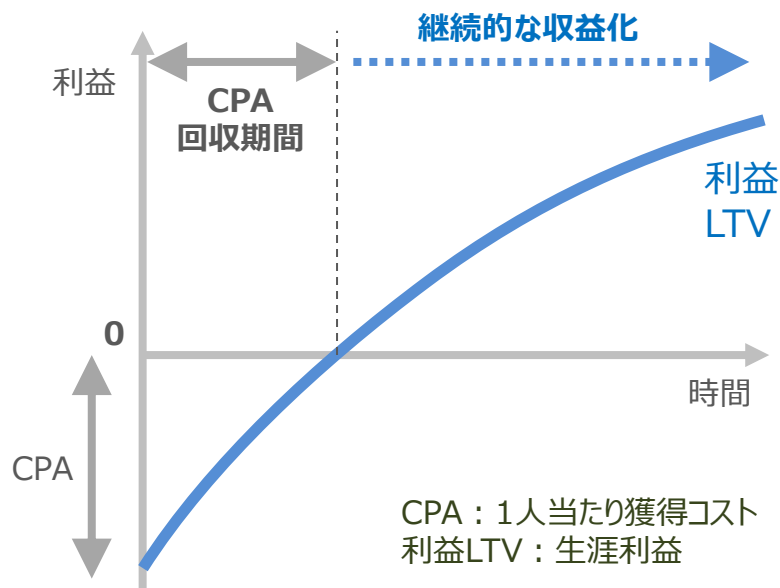 継続的な収益化
利益
CPA
回収期間
利益
LTV
0
時間
CPA
CPA：1人当たり獲得コスト
利益LTV：生涯利益